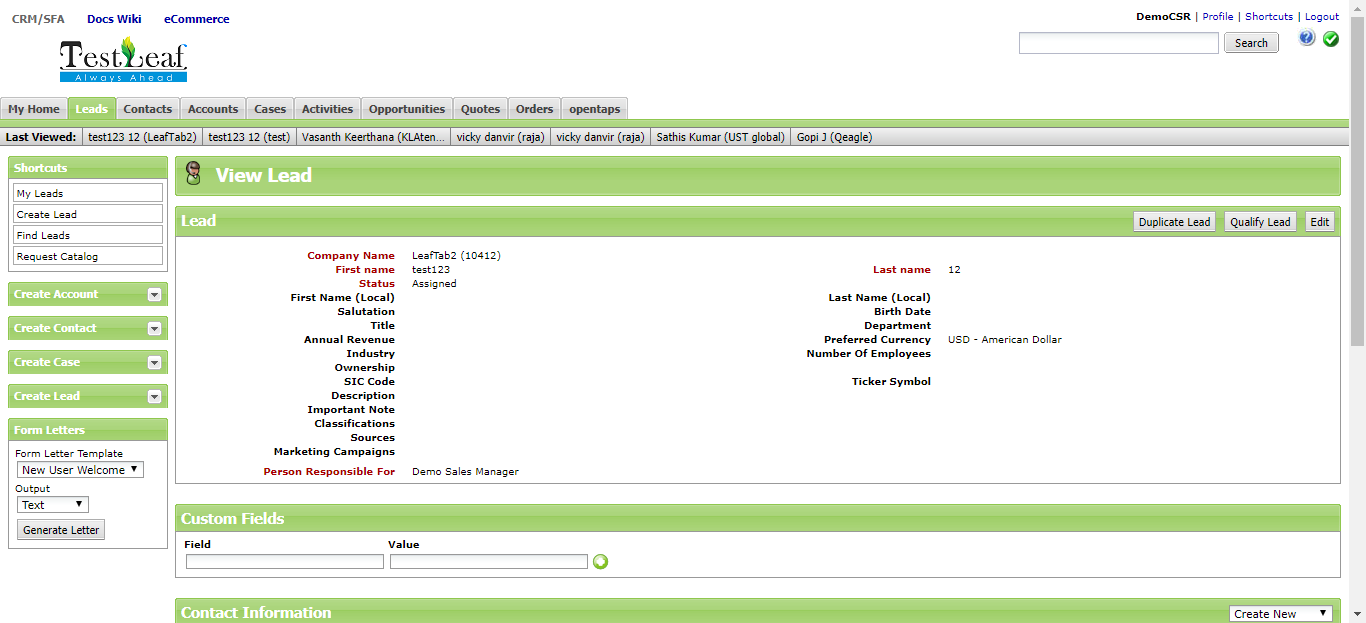 CRM/SFA Docs Wiki eCommerce
DemoCSR | Profile | Shortcuts | Logout
TestLeaf
Always Ahead
Search
My Home Leads Contacts Accounts Cases Activities Opportunities Quotes Orders opentaps
Last Viewed: test123 12 (LeafTab2) test123 12 (test) Vasanth Keerthana (KLAten... vicky danvir (raja) vicky danvir (raja) Sathis Kumar (UST global) Gopi J (Qeagle)
Shortcuts
My Leads
Create Lead
Find Leads
Request Catalog
Create Account
Create Contact
Create Case
Create Lead
Form Letters
Form Letter Template
New User Welcome
Output
Text
Generate Letter
View Lead
Lead Duplicate Lead Qualify Lead Edit
Company Name LeafTab2 (10412)
First name test123 Last name 12
Status Assigned
First Name (Local) Last Name (Local)
Salutation Birth Date
Title Department
Annual Revenue Preferred Currency USD - American Dollar
Industry Number Of Employees
Ownership
SIC Code Ticker Symbol
Description
Important Note
Classifications
Sources
Marketing Campaigns
Person Responsible For Demo Sales Manager
Custom Fields
Field Value
Contact Information Create New